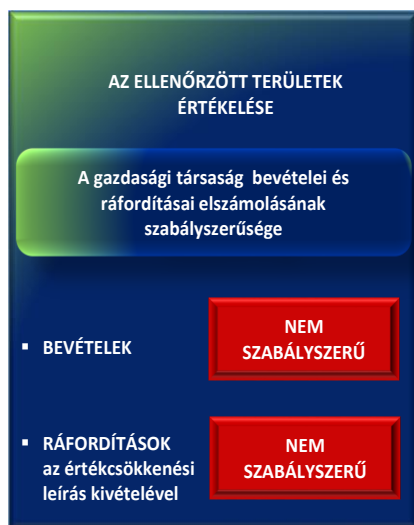 AZ ELLENŐRZÖTT TERÜLETEK
ÉRTÉKELÉSE
A gazdasági társaság bevételei és
ráfordításai elszámolásának
szabályszerűsége
▪ BEVÉTELEK
NEM
SZABÁLYSZERŰ
▪ RÁFORDÍTÁSOK
az értékcsökkenési
leírás kivételével
NEM
SZABÁLYSZERŰ